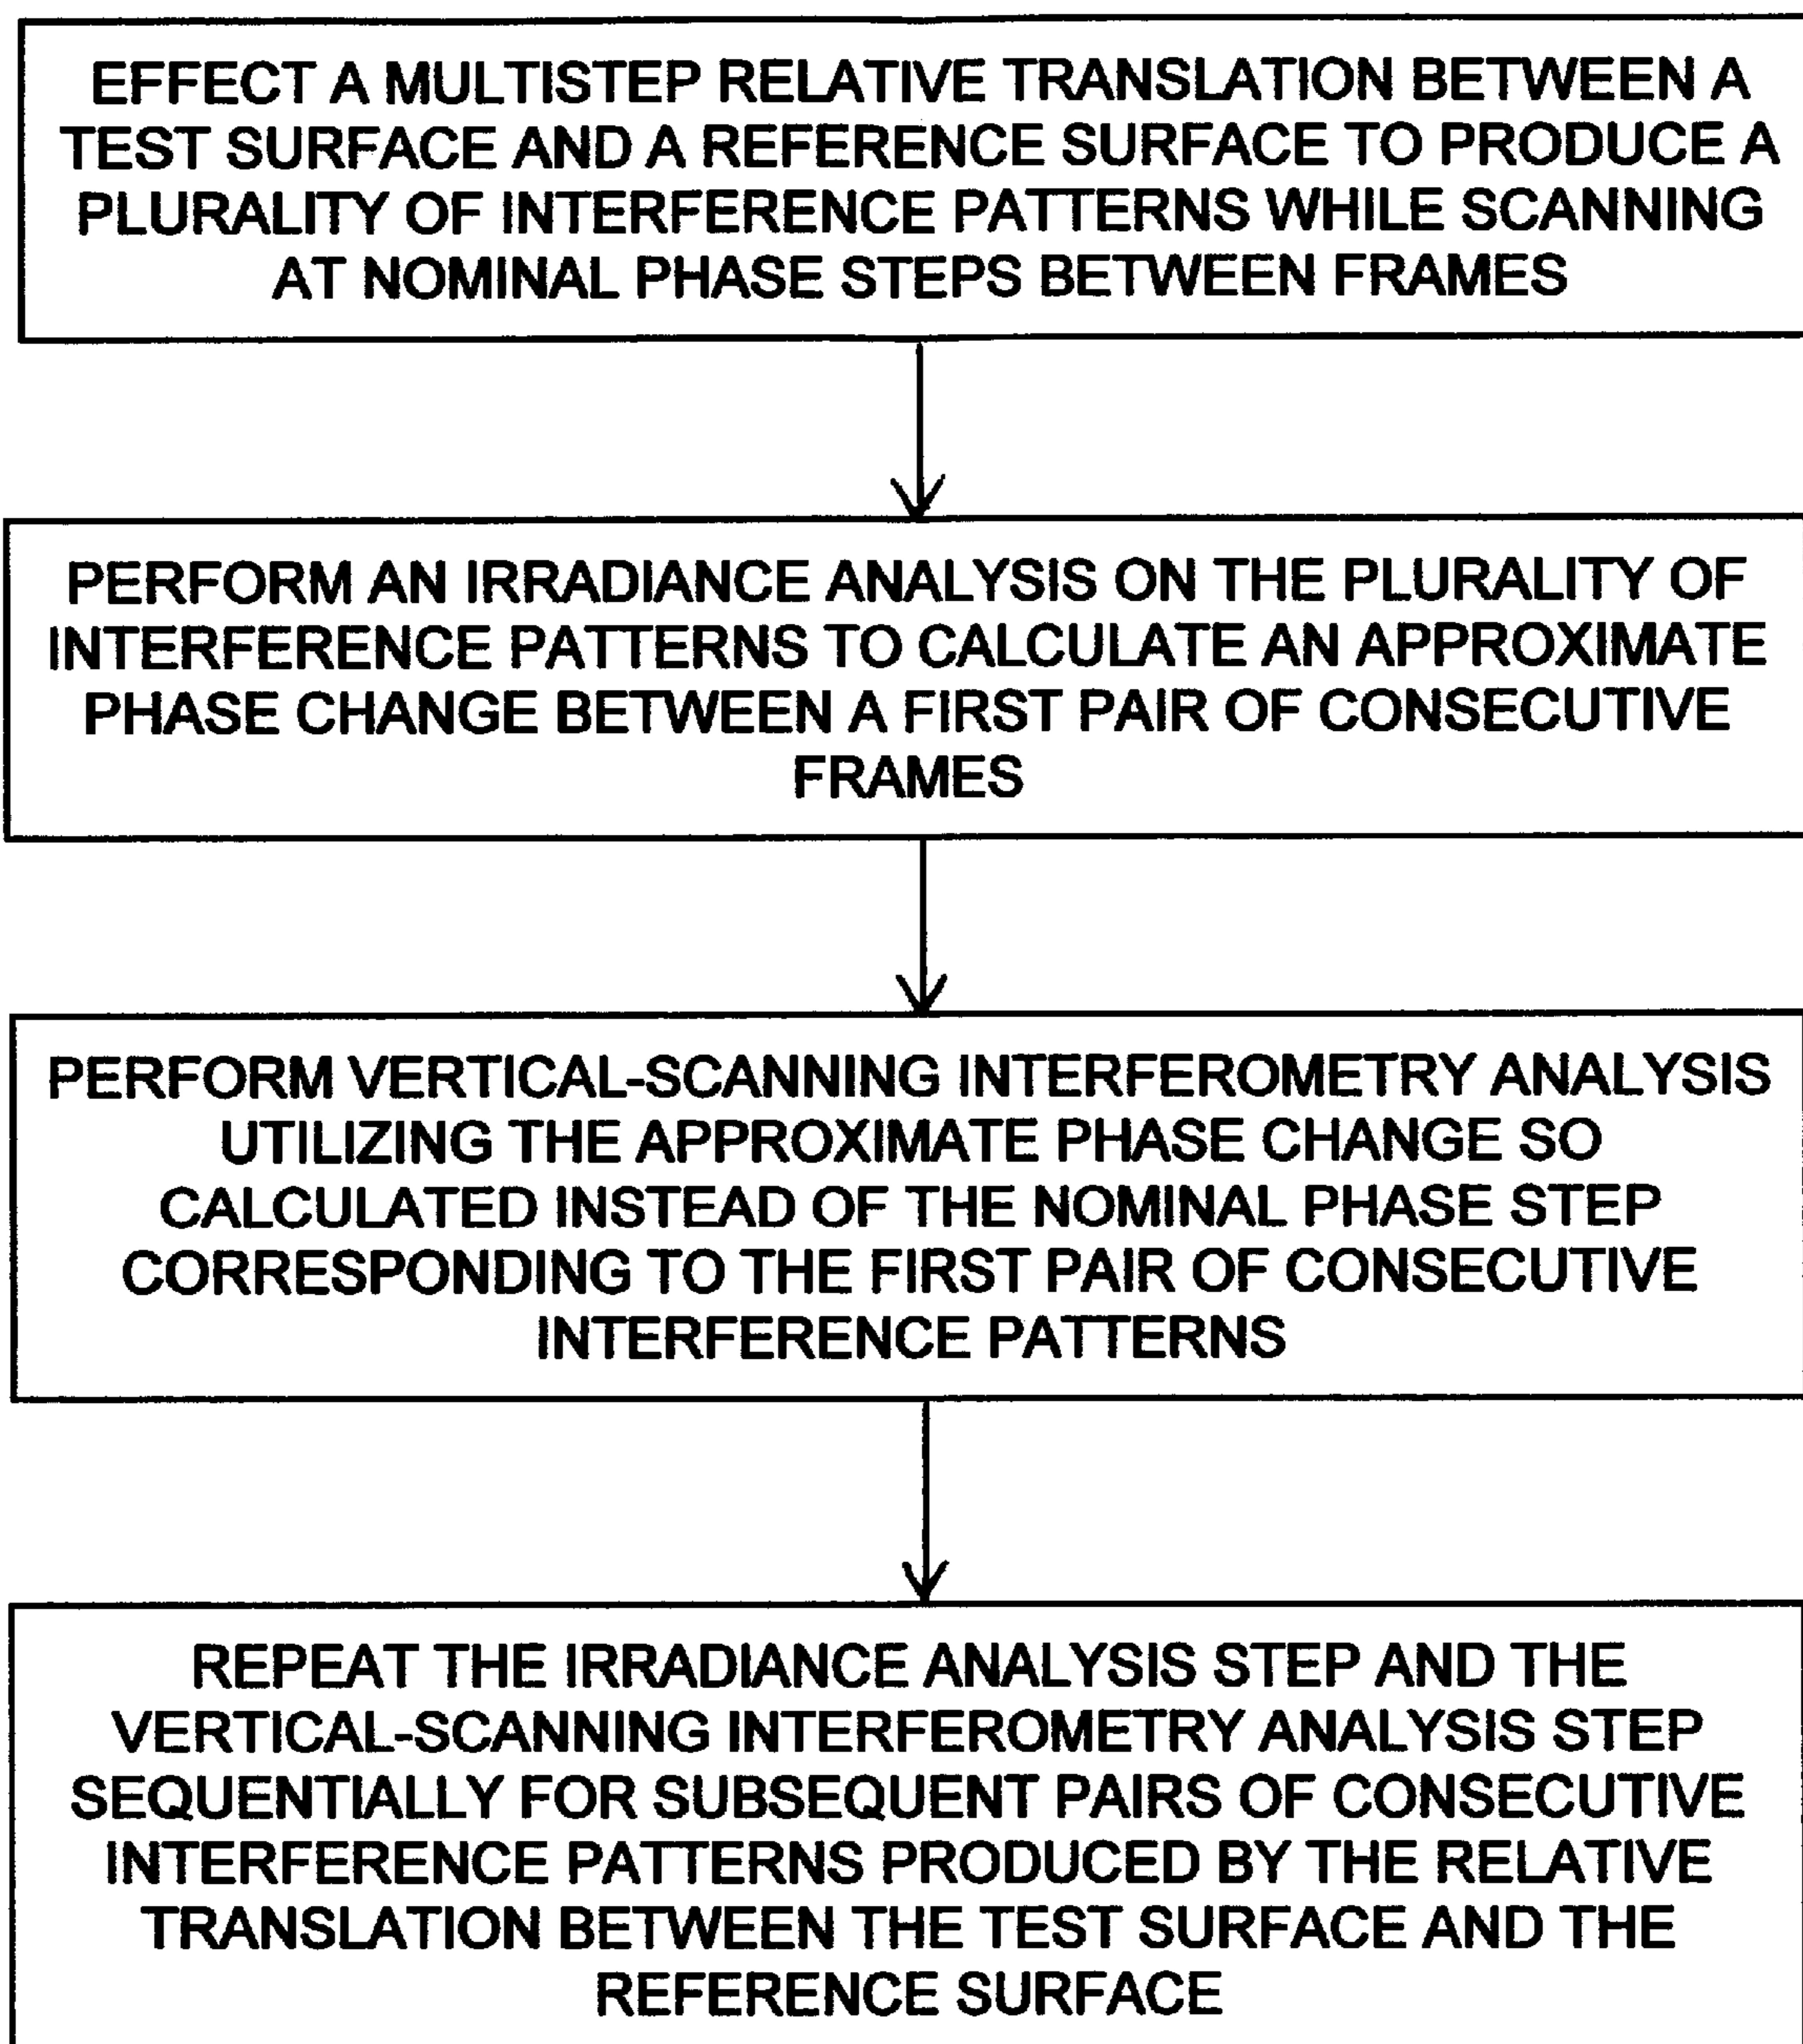 EFFECT A MULTISTEP RELATIVE TRANSLATION BETWEEN A
TEST SURFACE AND A REFERENCE SURFACE TO PRODUCE A
PLURALITY OF INTERFERENCE PATTERNS WHILE SCANNING
AT NOMINAL PHASE STEPS BETWEEN FRAMES
PERFORM AN IRRADIANCE ANALYSIS ON THE PLURALITY OF
INTERFERENCE PATTERNS TO CALCULATE AN APPROXIMATE
PHASE CHANGE BETWEEN A FIRST PAIR OF CONSECUTIVE
FRAMES
PERFORM VERTICAL-SCANNING INTERFEROMETRY ANALYSIS
UTILIZING THE APPROXIMATE PHASE CHANGE SO
CALCULATED INSTEAD OF THE NOMINAL PHASE STEP
CORRESPONDING TO THE FIRST PAIR OF CONSECUTIVE
INTERFERENCE PATTERNS
REPEAT THE IRRADIANCE ANALYSIS STEP AND THE
VERTICAL-SCANNING INTERFEROMETRY ANALYSIS STEP
SEQUENTIALLY FOR SUBSEQUENT PAIRS OF CONSECUTIVE
INTERFERENCE PATTERNS PRODUCED BY THE RELATIVE
TRANSLATION BETWEEN THE TEST SURFACE AND THE
REFERENCE SURFACE